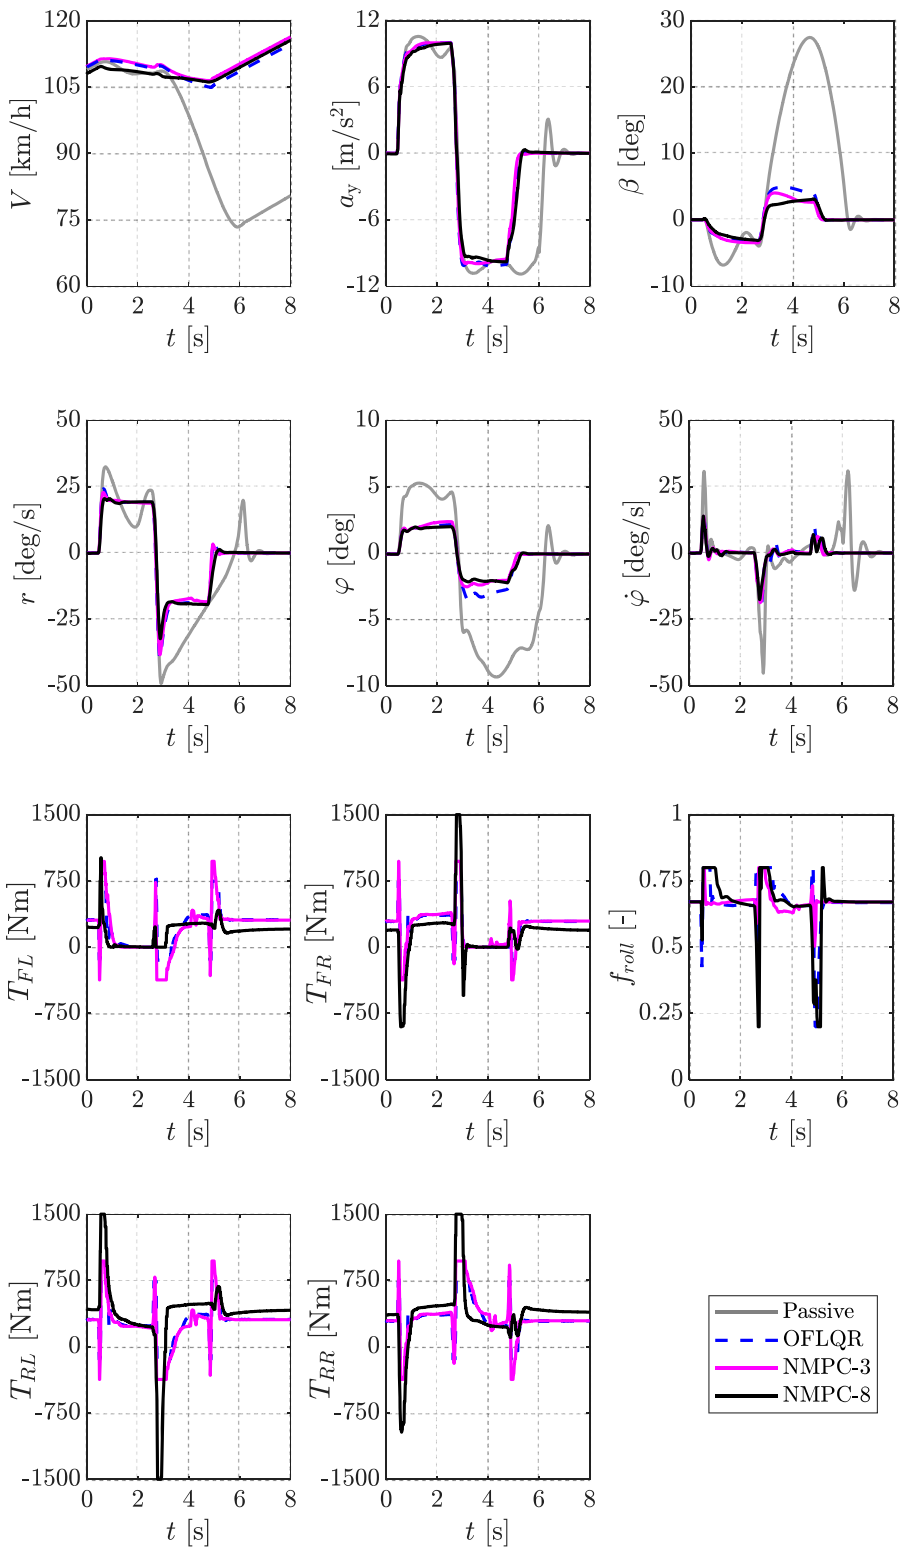 120
105
90
75
60
V [km/h]
0 2 4 6 8
t [s]
12
6
0
-6
-12
a_y [m/s²]
0 2 4 6 8
t [s]
30
20
10
0
-10
β [deg]
0 2 4 6 8
t [s]
50
25
0
-25
-50
r [deg/s]
0 2 4 6 8
t [s]
10
5
0
-5
-10
φ [deg]
0 2 4 6 8
t [s]
50
25
0
-25
-50
φ̇ [deg/s]
0 2 4 6 8
t [s]
1500
750
0
-750
-1500
T_FL [Nm]
0 2 4 6 8
t [s]
1500
750
0
-750
-1500
T_FR [Nm]
0 2 4 6 8
t [s]
1
0.75
0.5
0.25
0
f_roll [-]
0 2 4 6 8
t [s]
1500
750
0
-750
-1500
T_RL [Nm]
0 2 4 6 8
t [s]
1500
750
0
-750
-1500
T_RR [Nm]
0 2 4 6 8
t [s]
Passive
OFLQR
NMPC-3
NMPC-8